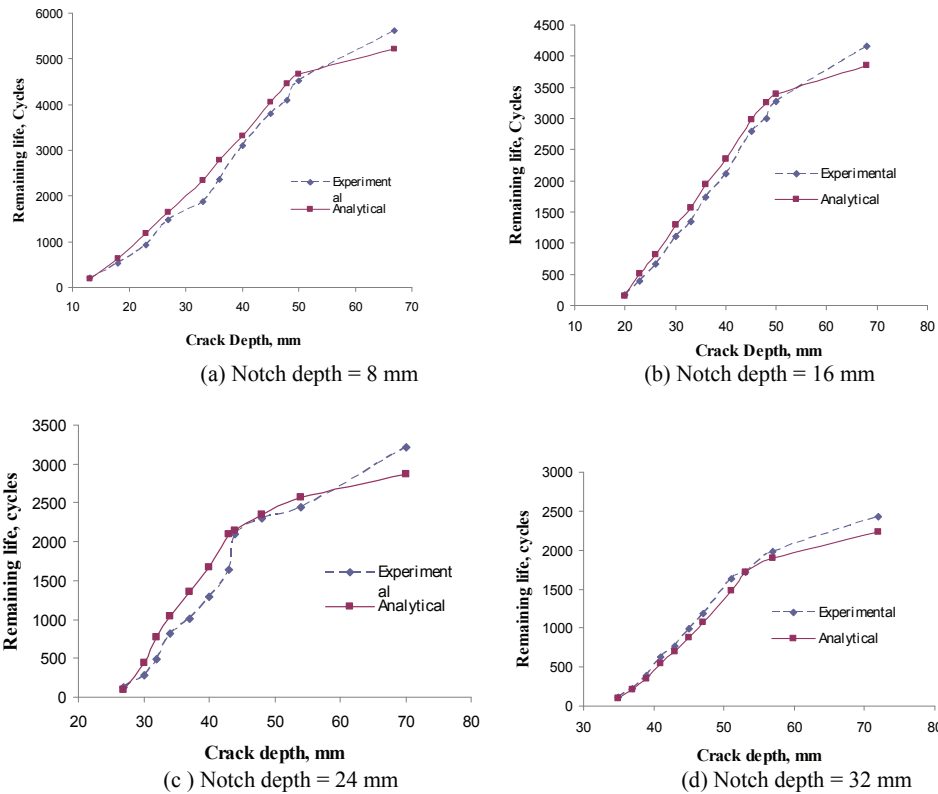 6000
5000
4000
3000
2000
1000
0
Remaining life, Cycles
10 20 30 40 50 60 70
Crack Depth, mm
Experiment
al
Analytical
(a) Notch depth = 8 mm
4500
4000
3500
3000
2500
2000
1500
1000
500
0
Remaining life, Cycles
10 20 30 40 50 60 70 80
Crack Depth, mm
Experimental
Analytical
(b) Notch depth = 16 mm
3500
3000
2500
2000
1500
1000
500
0
Remaining life, cycles
20 30 40 50 60 70 80
Crack depth, mm
Experiment
al
Analytical
(c ) Notch depth = 24 mm
3000
2500
2000
1500
1000
500
0
Remaining life, cycles
30 40 50 60 70 80
Crack depth, mm
Experimental
Analytical
(d) Notch depth = 32 mm